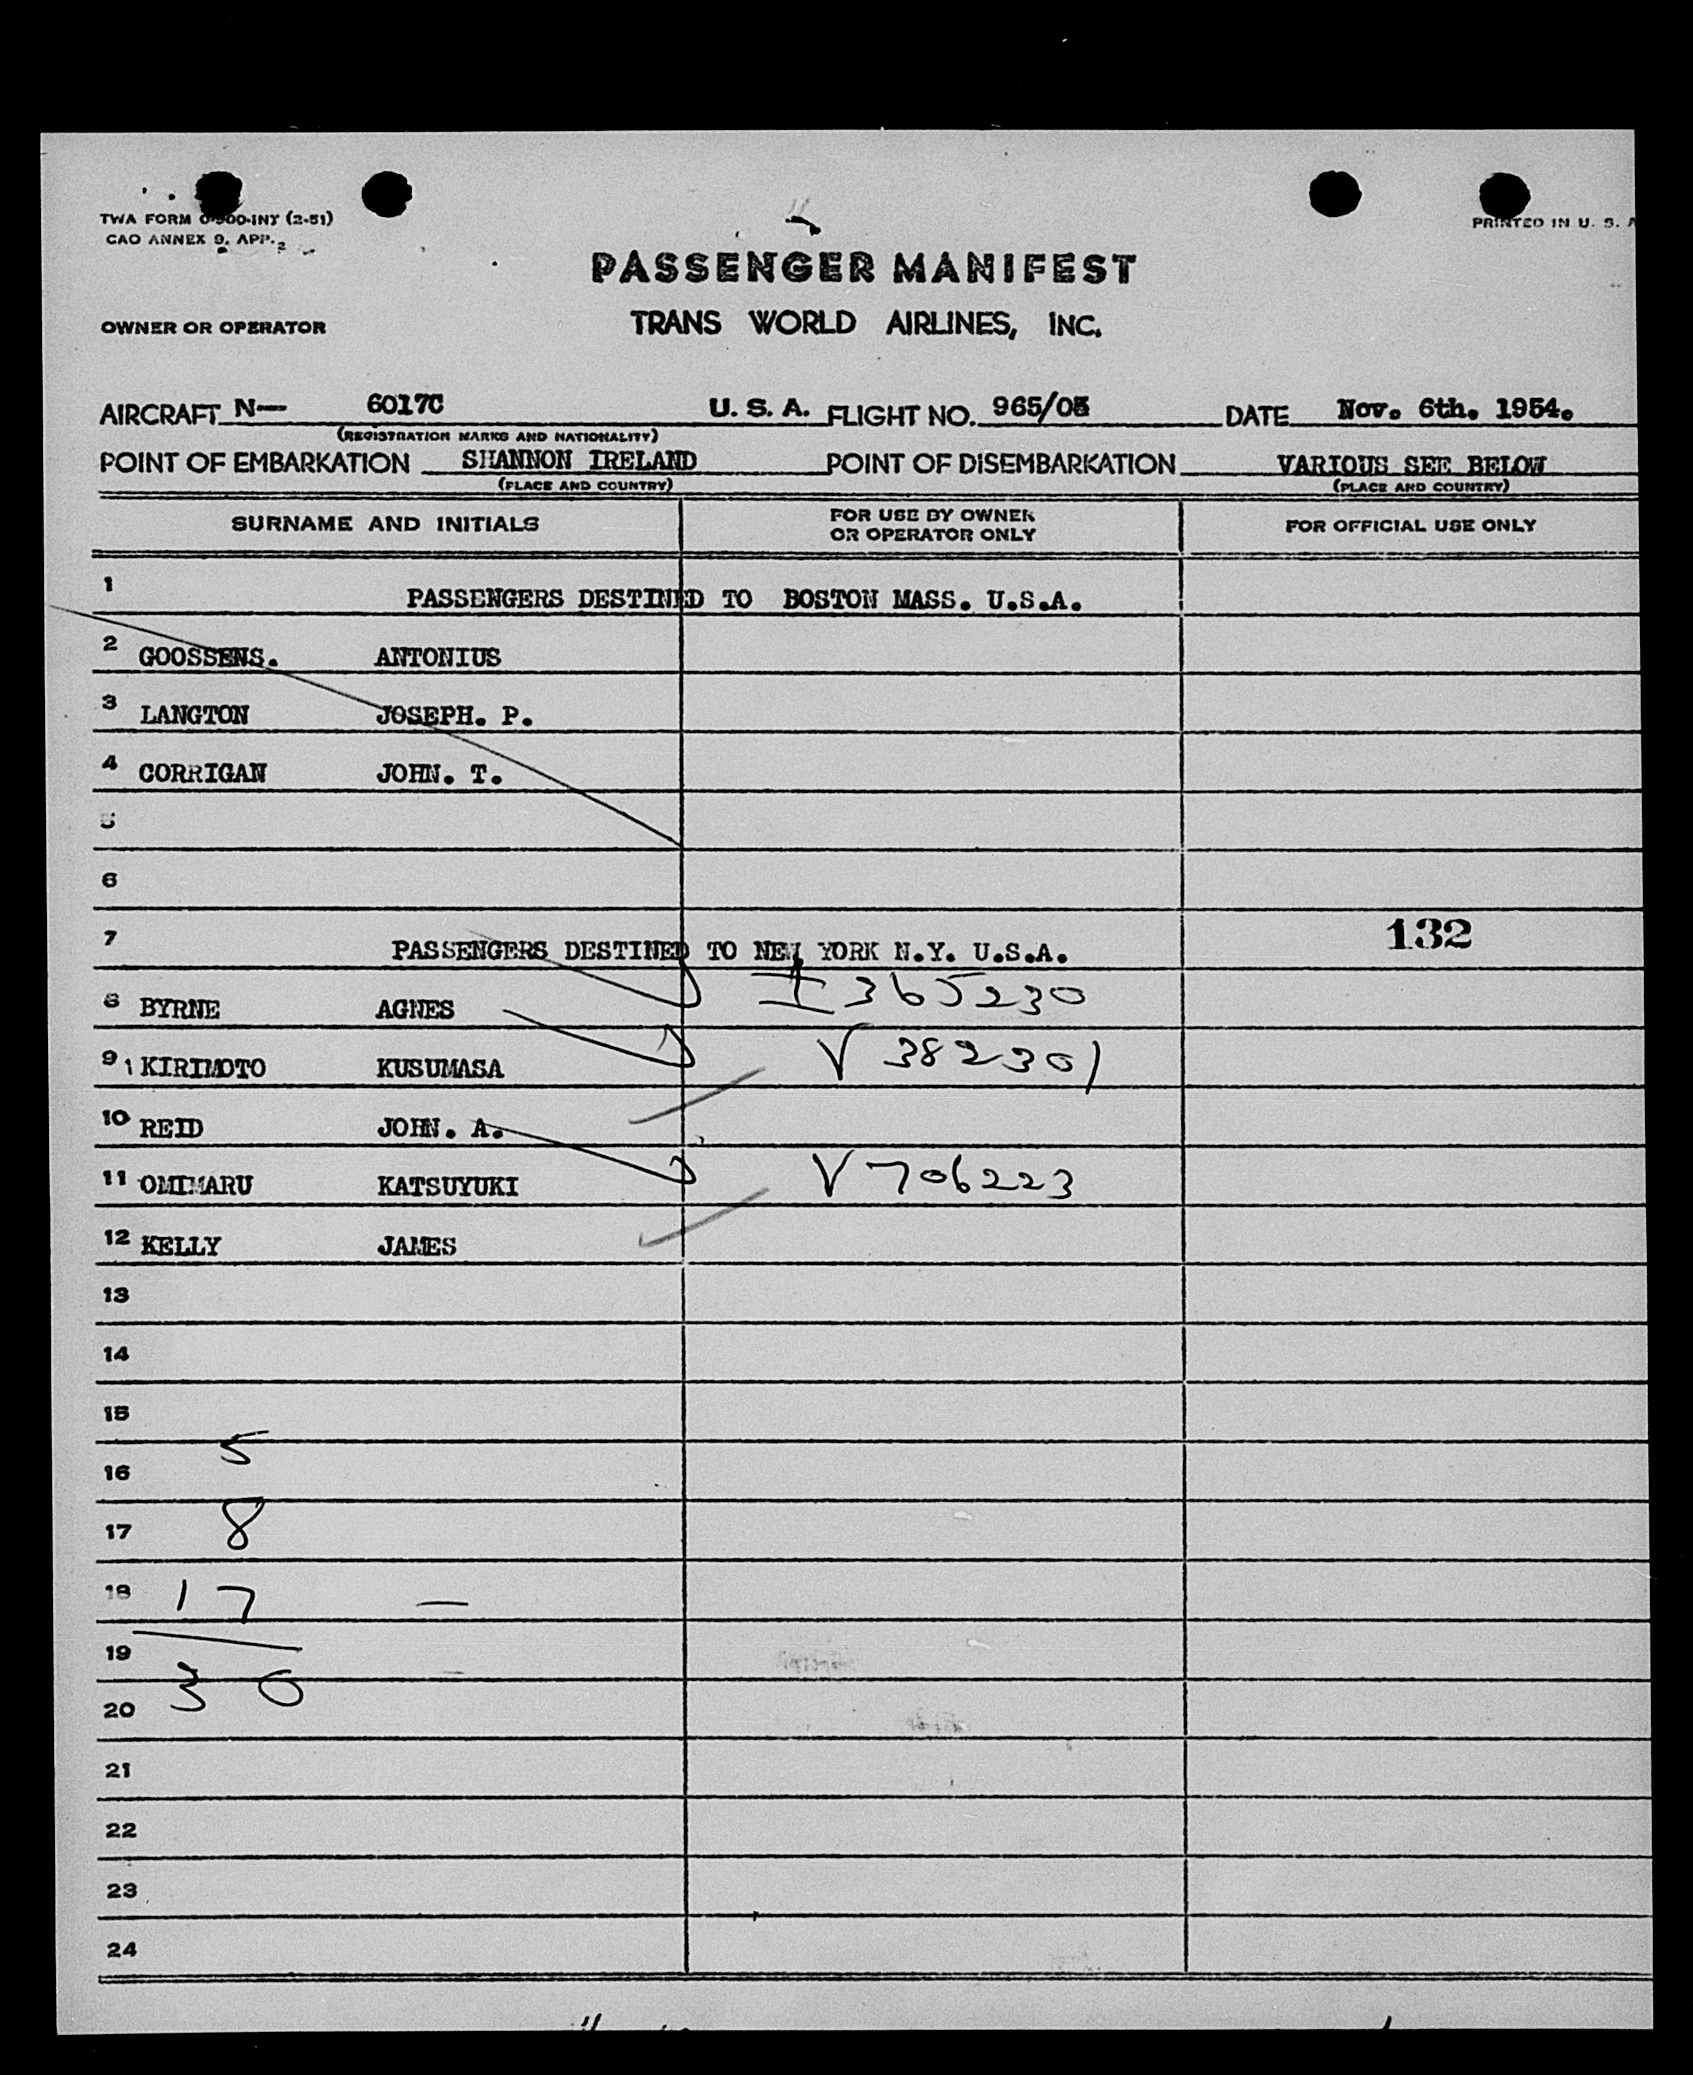 TWA FORM O-300-INT (2-51)
CAO ANNEX 9, APP. 2
PRINTED IN U. S. A
PASSENGER MANIFEST
OWNER OR OPERATOR TRANS WORLD AIRLINES, INC.
AIRCRAFT N— 6017C U. S. A. FLIGHT NO. 965/05 DATE Nov. 6th. 1954.
(REGISTRATION MARKS AND NATIONALITY)
POINT OF EMBARKATION SHANNON IRELAND POINT OF DISEMBARKATION VARIOUS SEE BELOW
(PLACE AND COUNTRY) (PLACE AND COUNTRY)
SURNAME AND INITIALS FOR USE BY OWNER OR OPERATOR ONLY FOR OFFICIAL USE ONLY
1 PASSENGERS DESTINED TO BOSTON MASS. U.S.A.
2 GOOSSENS. ANTONIUS
3 LANGTON JOSEPH. P.
4 CORRIGAN JOHN. T.
5
6
7 PASSENGERS DESTINED TO NEW YORK N.Y. U.S.A. 132
8 BYRNE AGNES I 365230
9 KIRIMOTO KUSUMASA V 382301
10 REID JOHN. A.
11 OMIMARU KATSUYUKI V 706223
12 KELLY JAMES
13
14
15
5
16
17 8
18 17 —
19
30
20
21
22
23
24